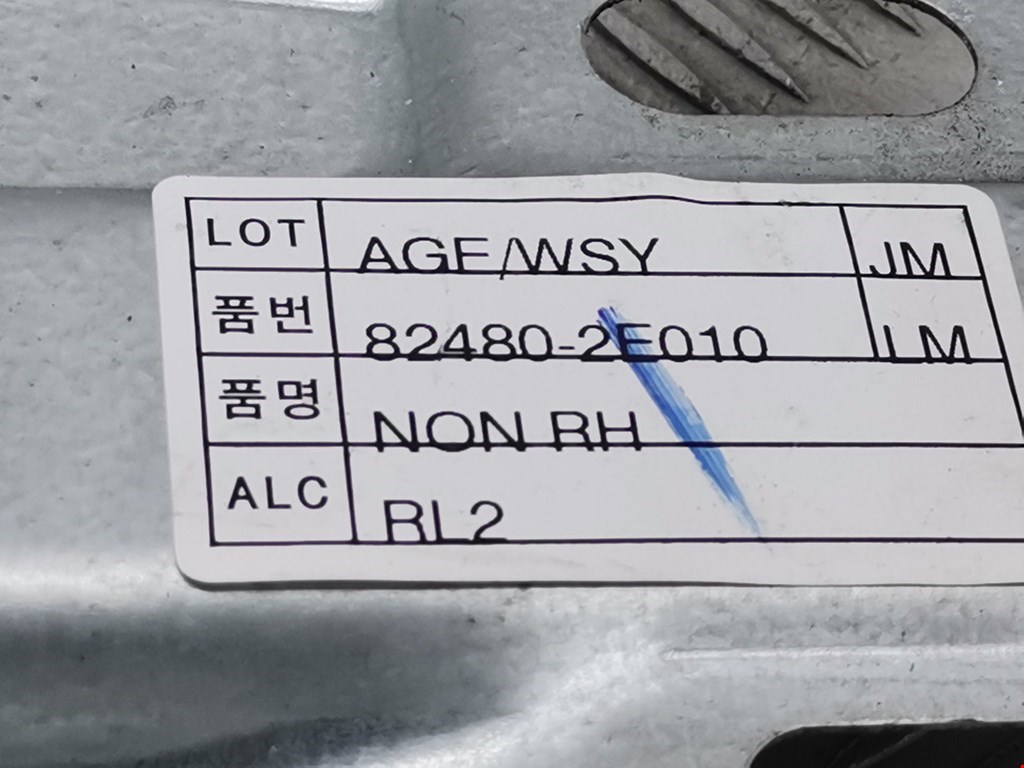 LOT AGE/WSY JM
품번 82480-2E010 LM
품명 NON RH
ALC RL2